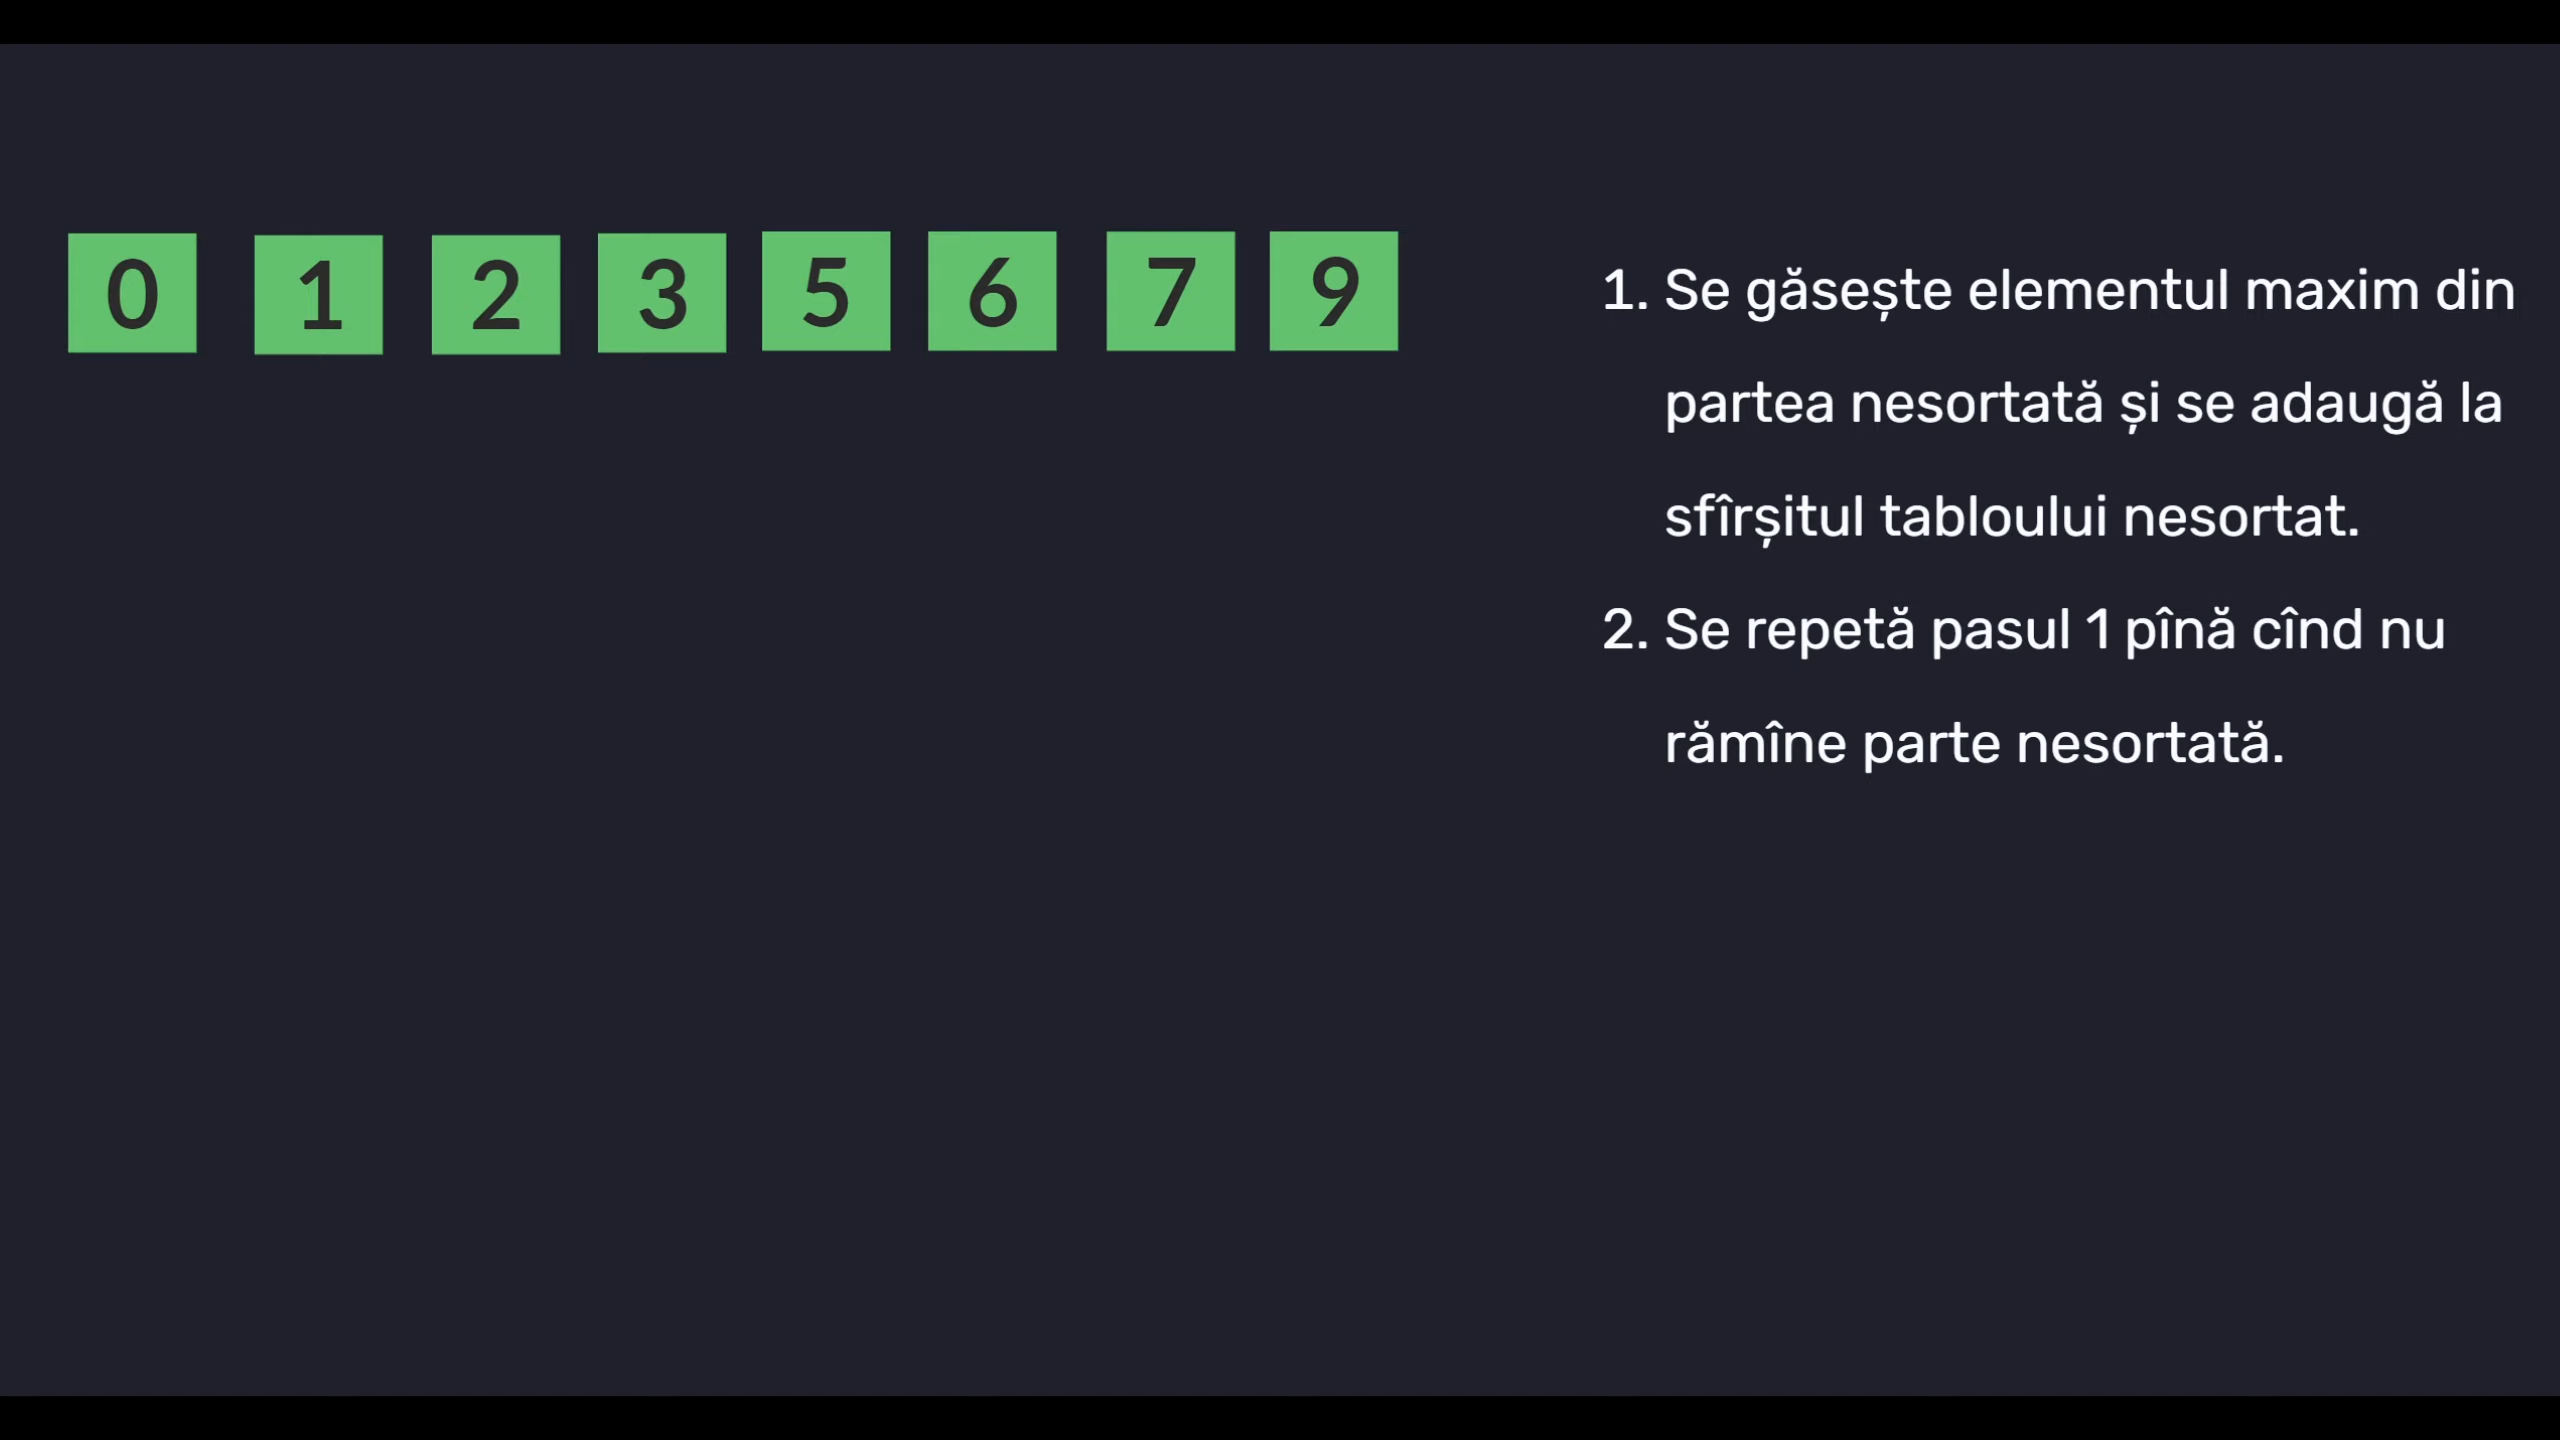 0 1 2 3 5 6 7 9
1. Se găsește elementul maxim din
partea nesortată și se adaugă la
sfîrșitul tabloului nesortat.
2. Se repetă pasul 1 pînă cînd nu
rămîne parte nesortată.